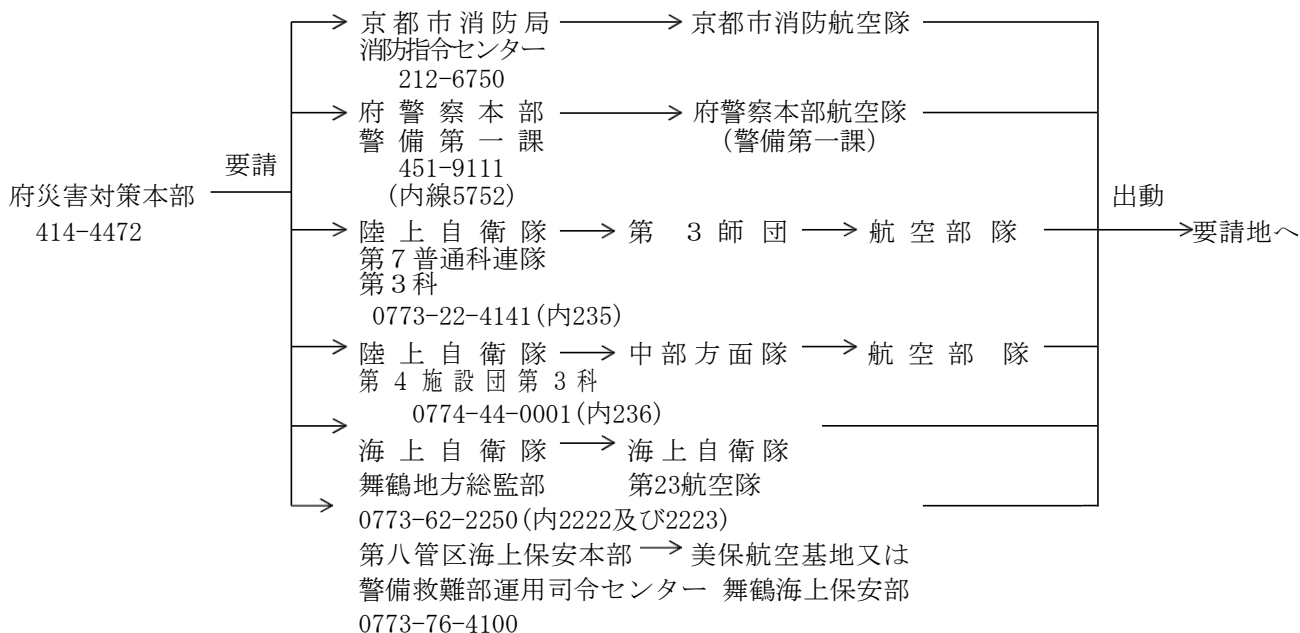 京都市消防局 京都市消防航空隊
消防指令センター
212-6750
府警察本部 府警察本部航空隊
警備第一課 (警備第一課)
451-9111
(内線5752)
要請
府災害対策本部
414-4472
出動
陸上自衛隊 第3師団 航空部隊 要請地へ
第7普通科連隊
第3科
0773-22-4141(内235)
陸上自衛隊 中部方面隊 航空部隊
第4施設団第3科
0774-44-0001(内236)
海上自衛隊 海上自衛隊
舞鶴地方総監部 第23航空隊
0773-62-2250(内2222及び2223)
第八管区海上保安本部 美保航空基地又は
警備救難部運用司令センター 舞鶴海上保安部
0773-76-4100